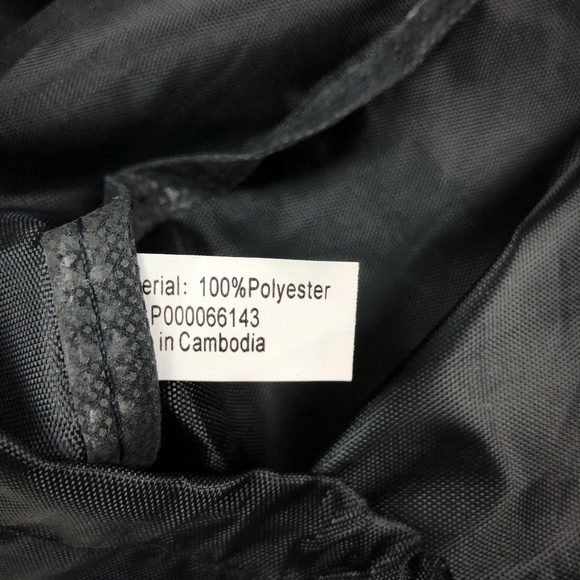 erial: 100%Polyester
P000066143
in Cambodia